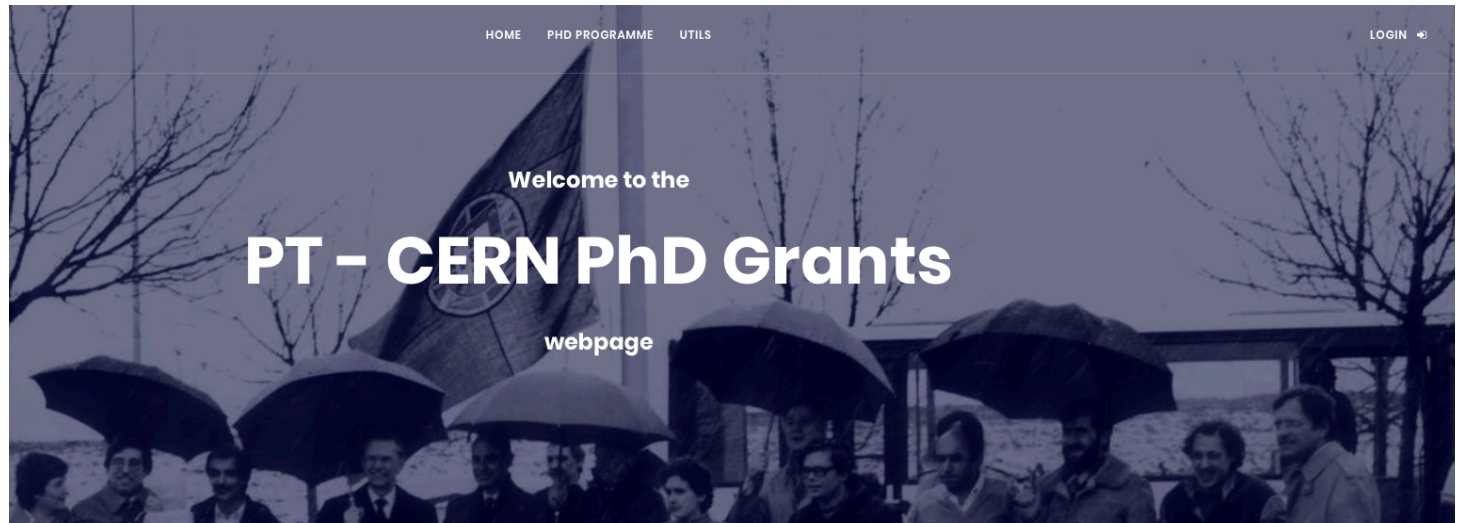 HOME PHD PROGRAMME UTILS LOGIN
Welcome to the
PT - CERN PhD Grants
webpage